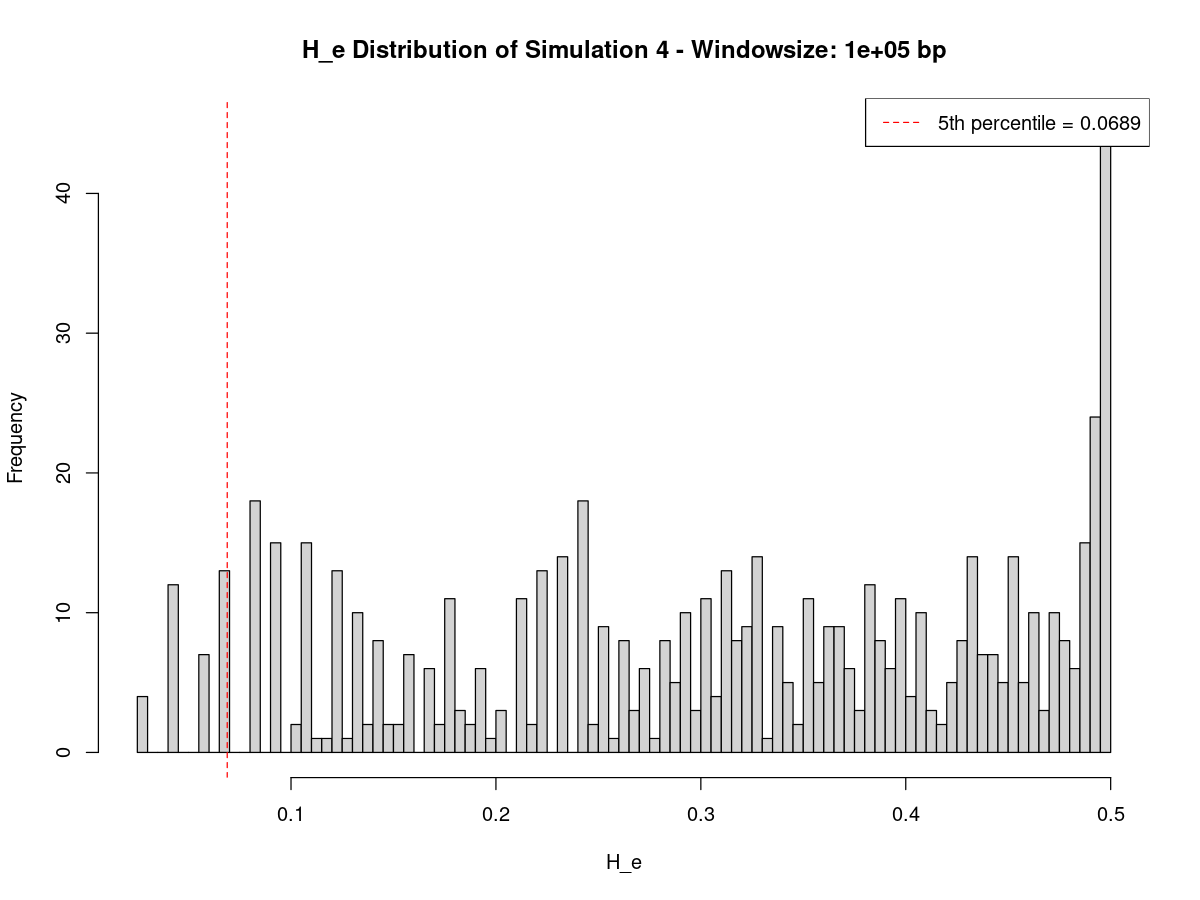 H_e Distribution of Simulation 4 - Windowsize: 1e+05 bp
5th percentile = 0.0689
Frequency
40
30
20
10
0
0.1 0.2 0.3 0.4 0.5
H_e